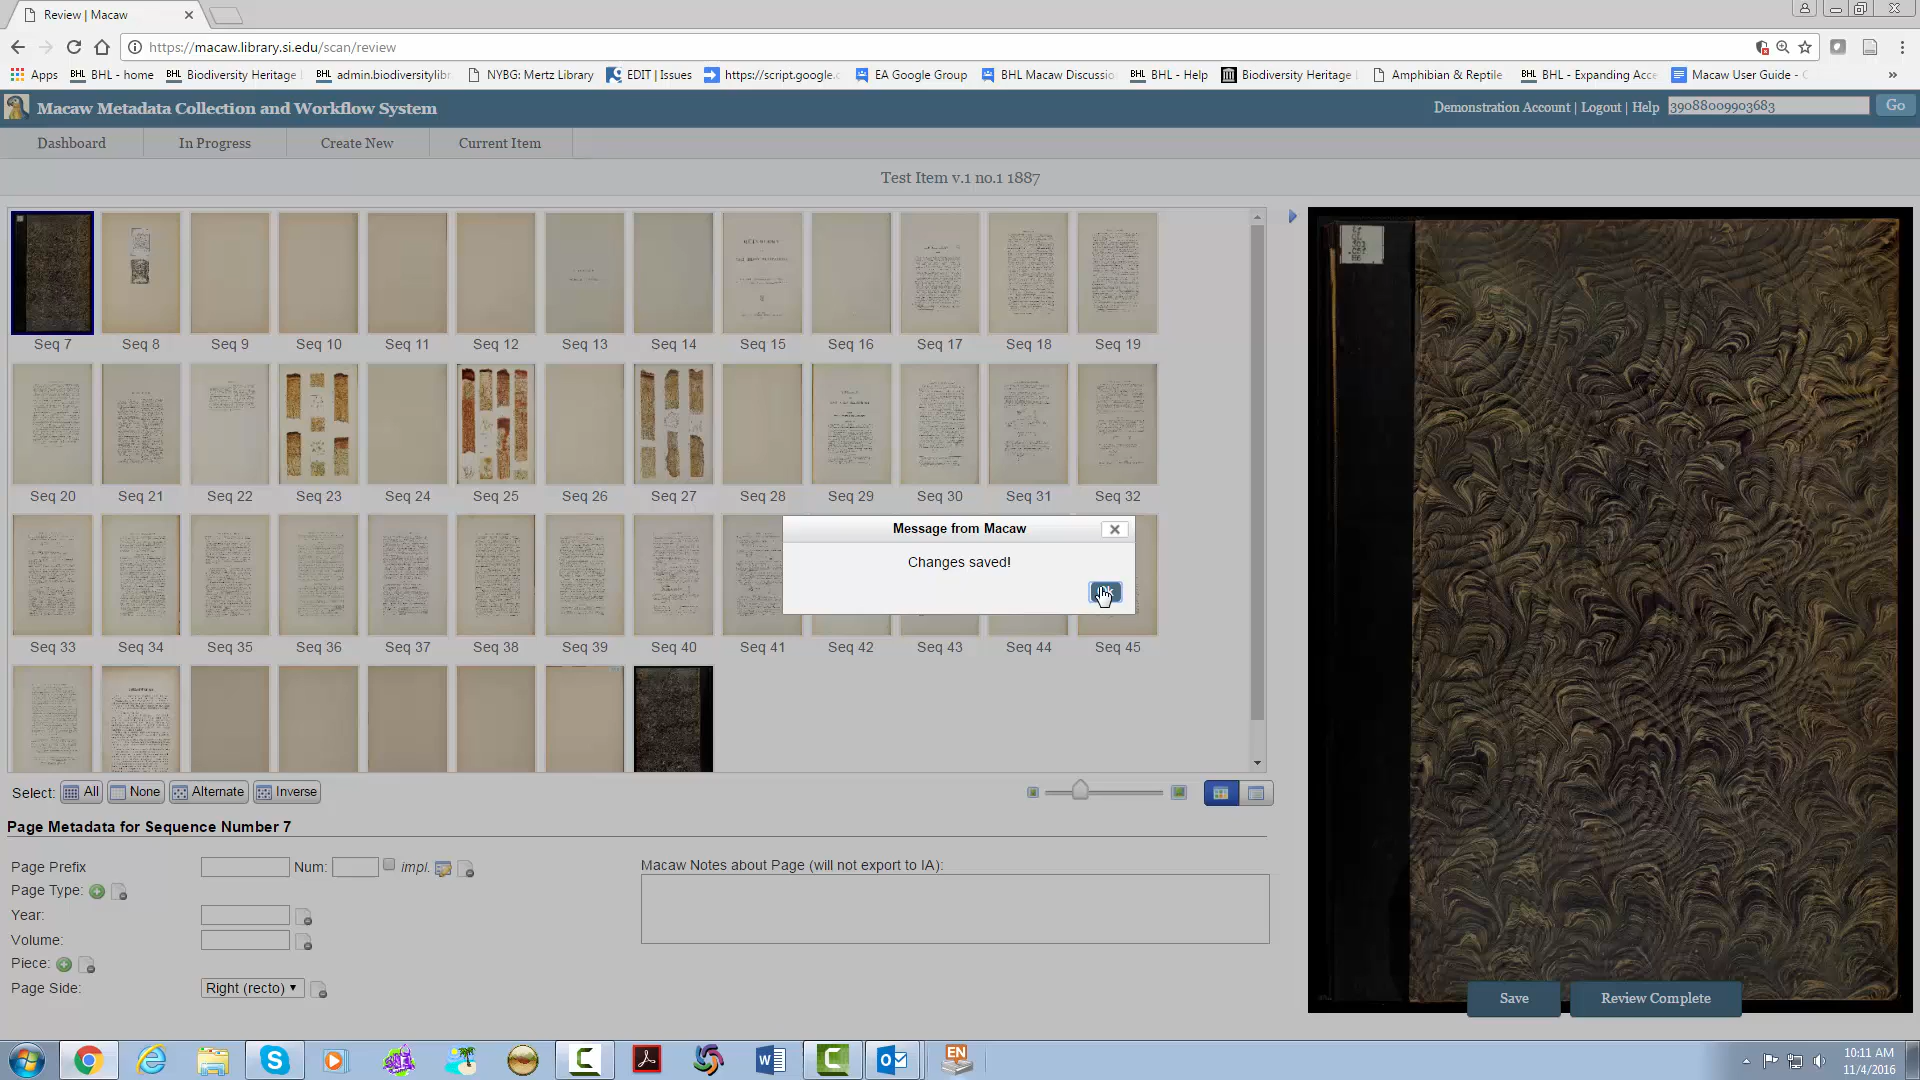 Review | Macaw
https://macaw.library.si.edu/scan/review
Apps
BHL BHL - home
BHL Biodiversity Heritage
BHL admin.biodiversitylibr
NYBG: Mertz Library
EDIT | Issues
https://script.google.c
EA Google Group
BHL Macaw Discussio
BHL BHL - Help
Biodiversity Heritage
Amphibian & Reptile
BHL BHL - Expanding Acce
Macaw User Guide - G
»
Macaw Metadata Collection and Workflow System
Demonstration Account | Logout | Help
39088009903683
Go
Dashboard
In Progress
Create New
Current Item
Test Item v.1 no.1 1887
Seq 7 Seq 8 Seq 9 Seq 10 Seq 11 Seq 12 Seq 13 Seq 14 Seq 15 Seq 16 Seq 17 Seq 18 Seq 19
Seq 20 Seq 21 Seq 22 Seq 23 Seq 24 Seq 25 Seq 26 Seq 27 Seq 28 Seq 29 Seq 30 Seq 31 Seq 32
Message from Macaw
Changes saved!
Seq 33 Seq 34 Seq 35 Seq 36 Seq 37 Seq 38 Seq 39 Seq 40 Seq 41 Seq 42 Seq 43 Seq 44 Seq 45
Select: All None Alternate Inverse
Page Metadata for Sequence Number 7
Page Prefix Num: impl.
Page Type:
Year:
Volume:
Piece:
Page Side: Right (recto)
Macaw Notes about Page (will not export to IA):
Save
Review Complete
EN
10:11 AM
11/4/2016